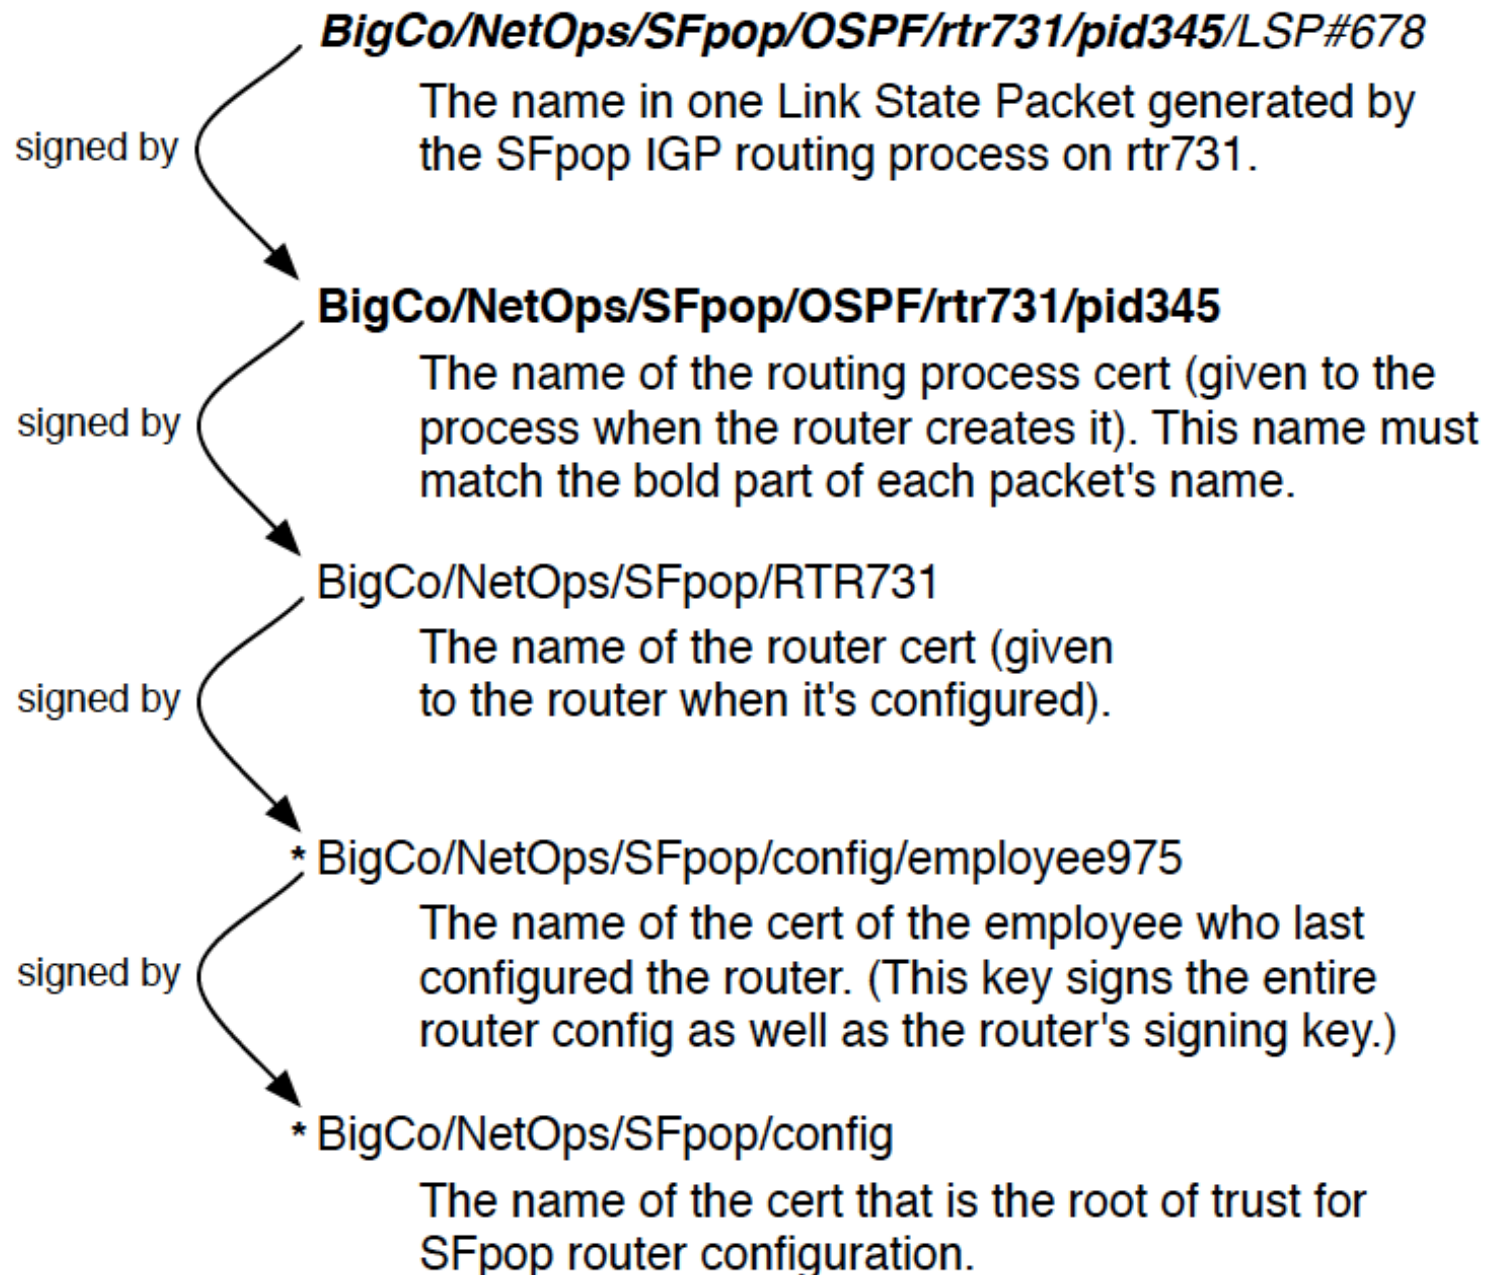 BigCo/NetOps/SFpop/OSPF/rtr731/pid345/LSP#678
The name in one Link State Packet generated by
the SFpop IGP routing process on rtr731.
signed by
BigCo/NetOps/SFpop/OSPF/rtr731/pid345
The name of the routing process cert (given to the
process when the router creates it). This name must
match the bold part of each packet's name.
signed by
BigCo/NetOps/SFpop/RTR731
The name of the router cert (given
to the router when it's configured).
signed by
* BigCo/NetOps/SFpop/config/employee975
The name of the cert of the employee who last
configured the router. (This key signs the entire
router config as well as the router's signing key.)
signed by
* BigCo/NetOps/SFpop/config
The name of the cert that is the root of trust for
SFpop router configuration.